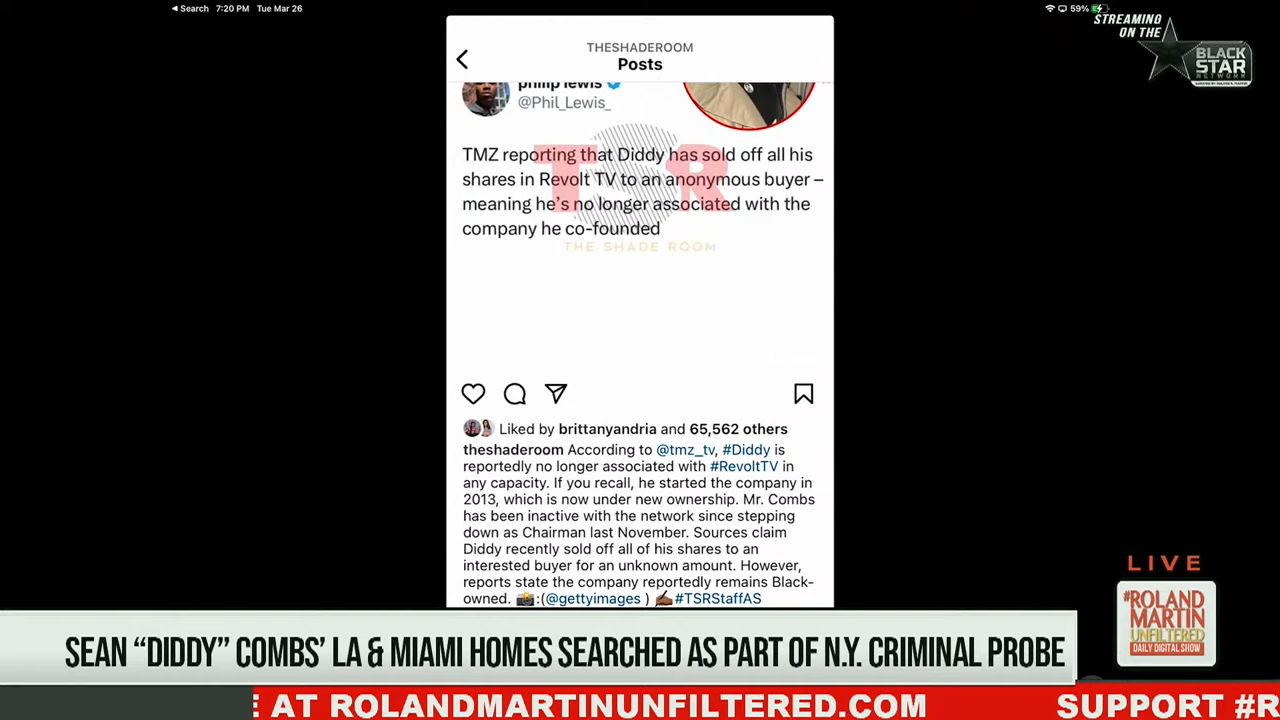 Search 7:20 PM Tue Mar 26
59%
STREAMING
ON THE
BLACK
STAR
NETWORK
THESHADEROOM
Posts
philip lewis
@Phil_Lewis_
TMZ reporting that Diddy has sold off all his
shares in Revolt TV to an anonymous buyer –
meaning he's no longer associated with the
company he co-founded
TSR
THE SHADE ROOM
Liked by brittanyandria and 65,562 others
theshaderoom According to @tmz_tv, #Diddy is
reportedly no longer associated with #RevoltTV in
any capacity. If you recall, he started the company in
2013, which is now under new ownership. Mr. Combs
has been inactive with the network since stepping
down as Chairman last November. Sources claim
Diddy recently sold off all of his shares to an
interested buyer for an unknown amount. However,
reports state the company reportedly remains Black-
owned. 📸:(@gettyimages ) ✍🏾#TSRStaffAS
LIVE
#ROLAND
MARTIN
UNFILTERED
DAILY DIGITAL SHOW
SEAN “DIDDY” COMBS’ LA & MIAMI HOMES SEARCHED AS PART OF N.Y. CRIMINAL PROBE
E AT ROLANDMARTINUNFILTERED.COM SUPPORT #R